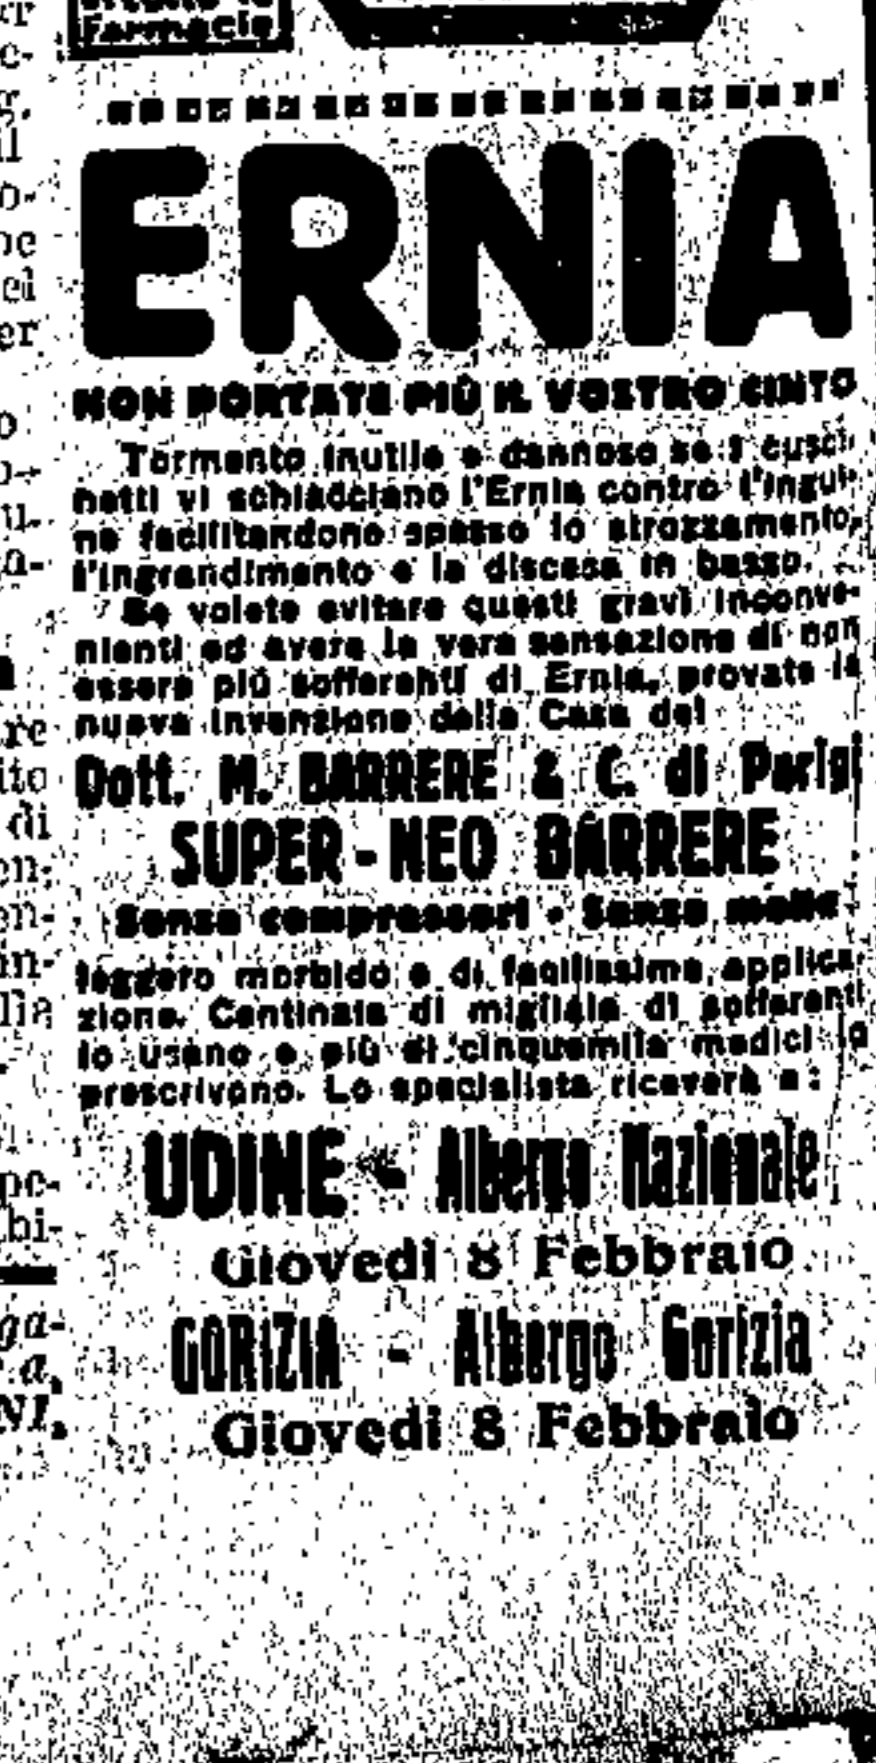 Farmacia
ERNIA
NON PORTATE PIÙ IL VOSTRO CINTO
Tormento inutile e dannoso se i cusci-
netti vi schiacciano l'Ernia contro l'ingui-
ne facilitandone spesso lo strozzamento,
l'ingrandimento e la discesa in basso.
Se volete evitare questi gravi inconve-
nienti ed avere la vera sensazione di non
essere più sofferenti di Ernia, provate la
nuova invenzione della Casa del
Dott. M. BARRERE & C. di Parigi
SUPER-NEO BARRERE
Senza compressori - Senza molle
leggero morbido e di facilissima applica-
zione. Centinaia di migliaia di sofferenti
lo usano e più di cinquemila medici lo
prescrivono. Lo specialista riceverà a:
UDINE - Albergo Nazionale
Giovedì 8 Febbraio
GORIZIA - Albergo Gorizia
Giovedì 8 Febbraio